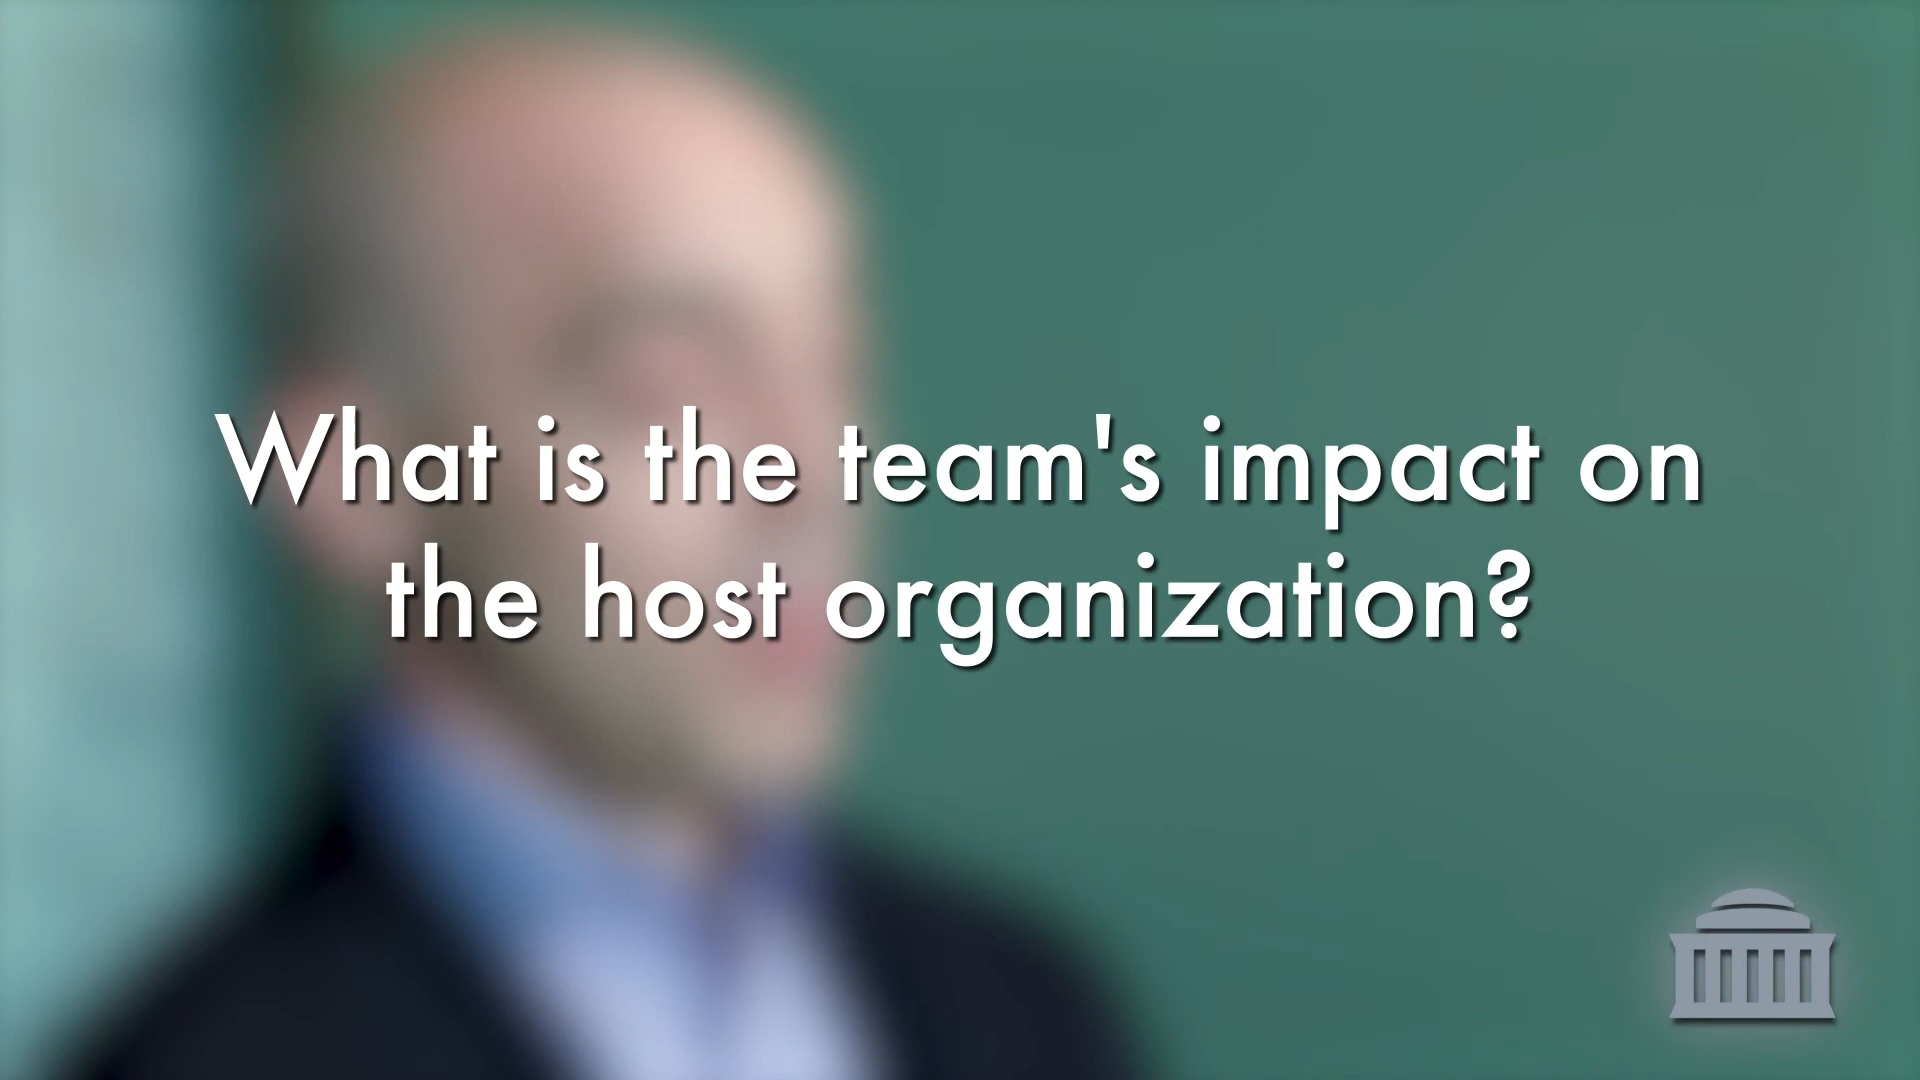 What is the team's impact on
the host organization?